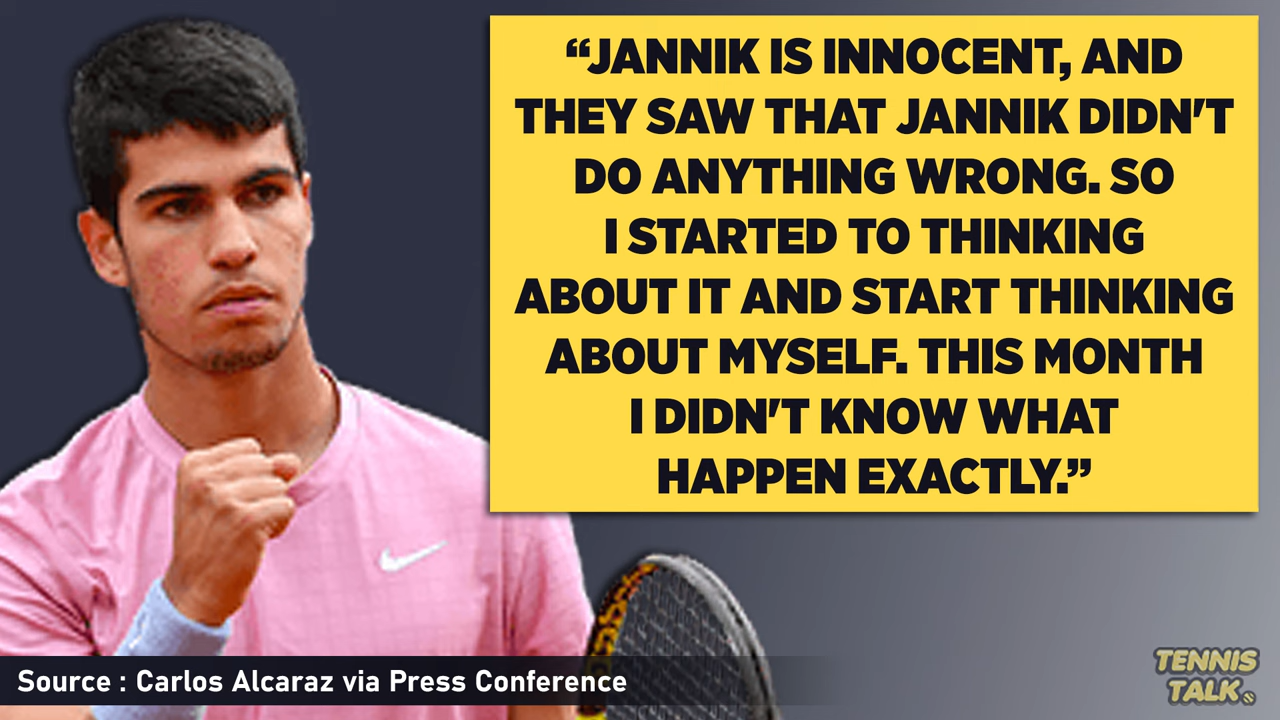 “JANNIK IS INNOCENT, AND
THEY SAW THAT JANNIK DIDN'T
DO ANYTHING WRONG. SO
I STARTED TO THINKING
ABOUT IT AND START THINKING
ABOUT MYSELF. THIS MONTH
I DIDN'T KNOW WHAT
HAPPEN EXACTLY.”
Source : Carlos Alcaraz via Press Conference
TENNIS
TALK